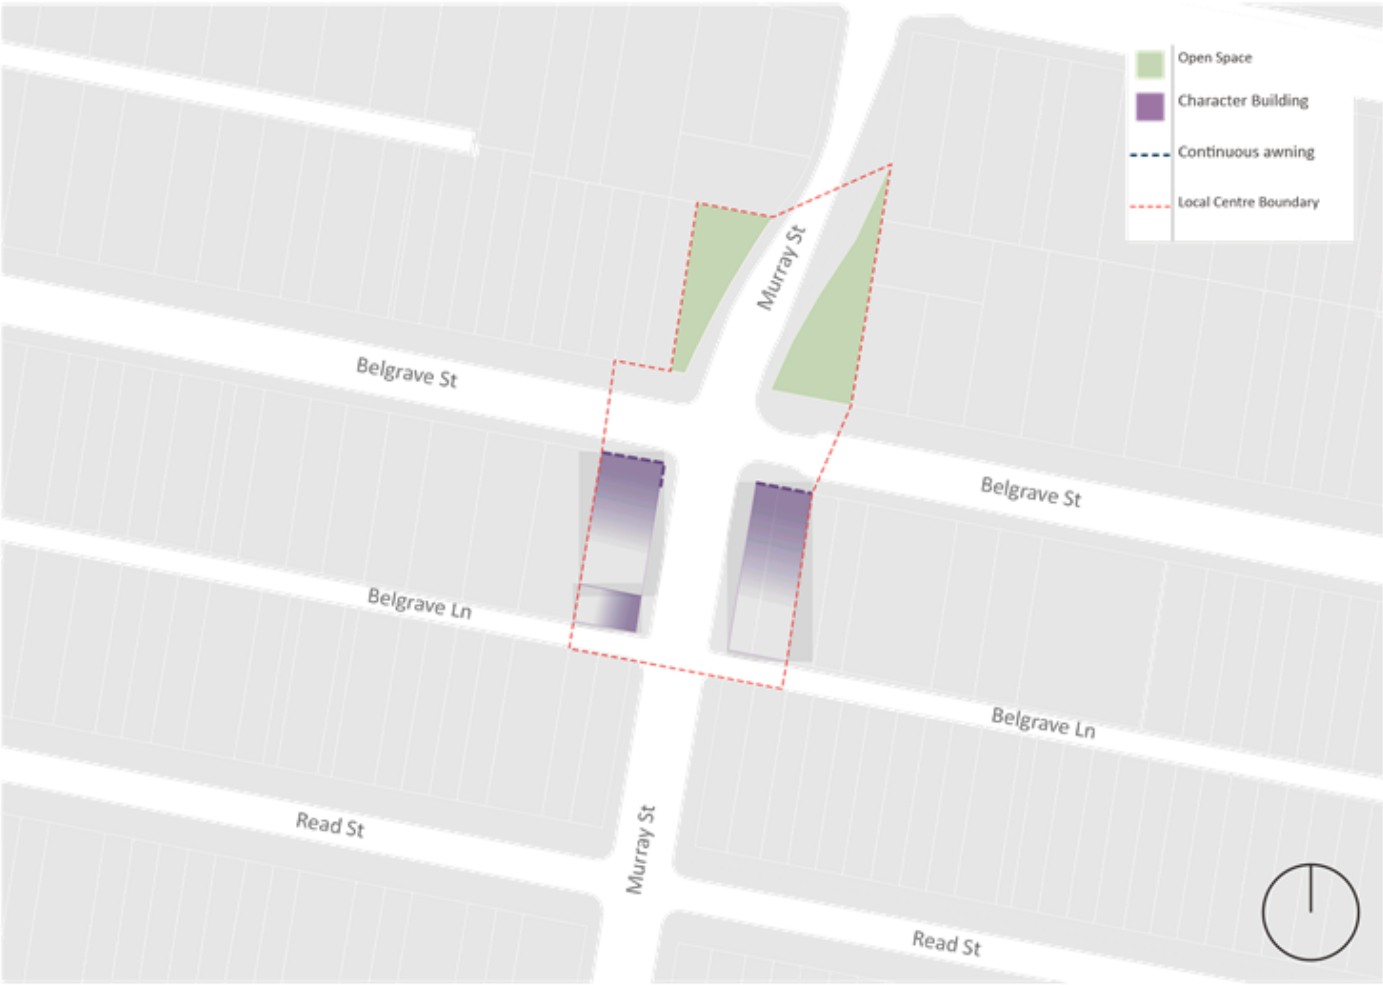 Open Space
Character Building
Continuous awning
Local Centre Boundary
Murray St
Belgrave St
Belgrave St
Belgrave Ln
Belgrave Ln
Read St
Murray St
Read St